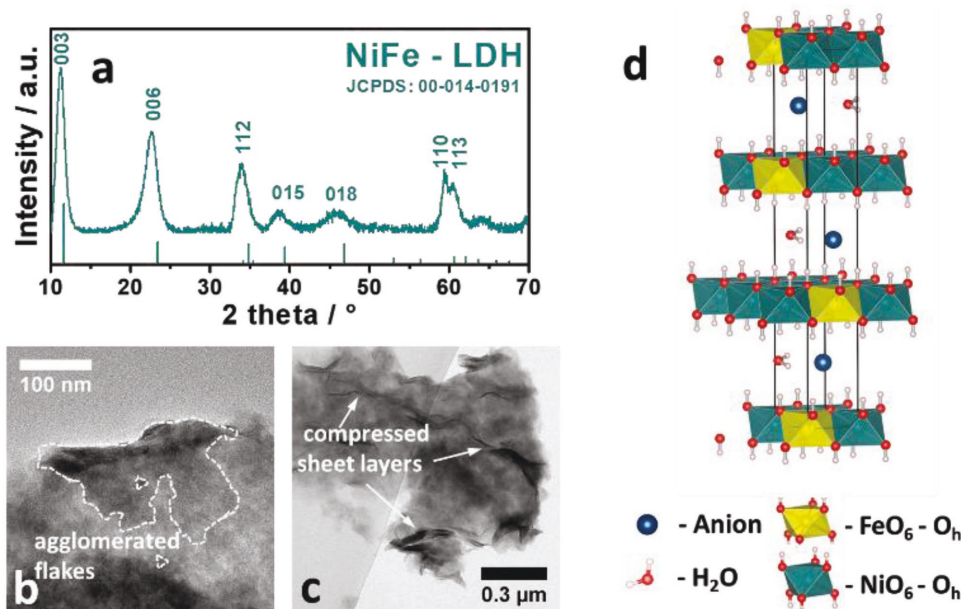 a
NiFe - LDH
JCPDS: 00-014-0191
003
006
112
015
018
110
113
Intensity / a.u.
10 20 30 40 50 60 70
2 theta / °
100 nm
agglomerated
flakes
b
compressed
sheet layers
c
0.3 µm
d
- Anion
- FeO₆ - Oₕ
- H₂O
- NiO₆ - Oₕ